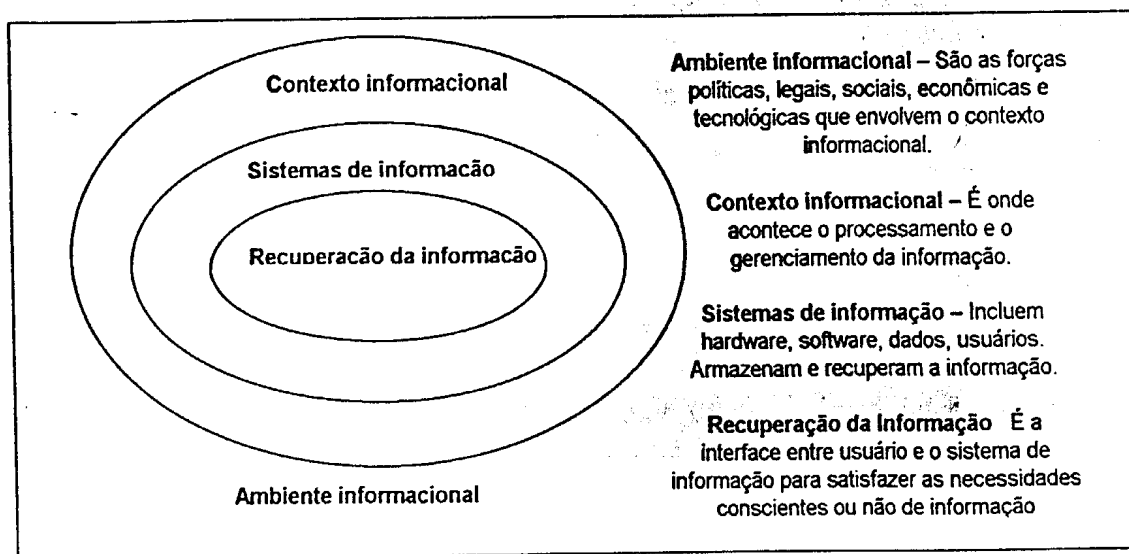 Contexto informacional
Sistemas de informacão
Recuperacão da informacão
Ambiente informacional
Ambiente informacional – São as forças
políticas, legais, sociais, econômicas e
tecnológicas que envolvem o contexto
informacional.
Contexto informacional – É onde
acontece o processamento e o
gerenciamento da informação.
Sistemas de informação – Incluem
hardware, software, dados, usuários.
Armazenam e recuperam a informação.
Recuperação da Informação É a
interface entre usuário e o sistema de
informação para satisfazer as necessidades
conscientes ou não de informação